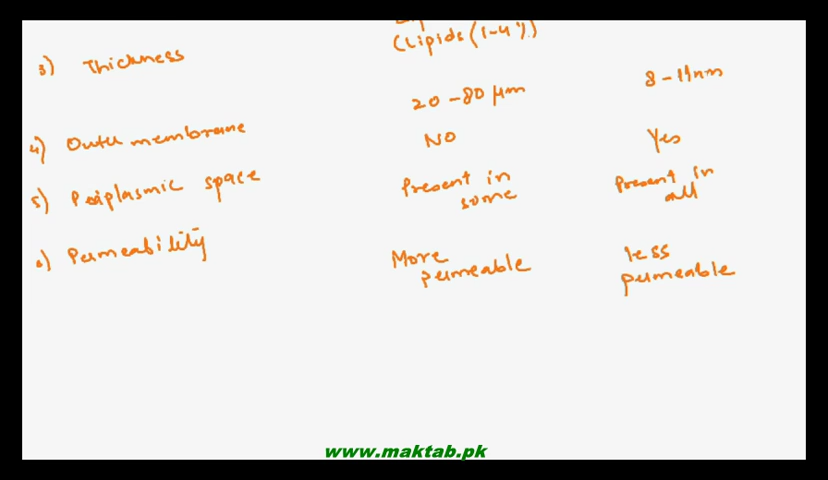 (Lipids (1-4%)
3) Thickness
20-80 μm
8-11nm
4) Outer membrane
NO
Yes
5) Periplasmic space
Present in
some
Present in
all
6) Permeability
More
permeable
less
permeable
www.maktab.pk